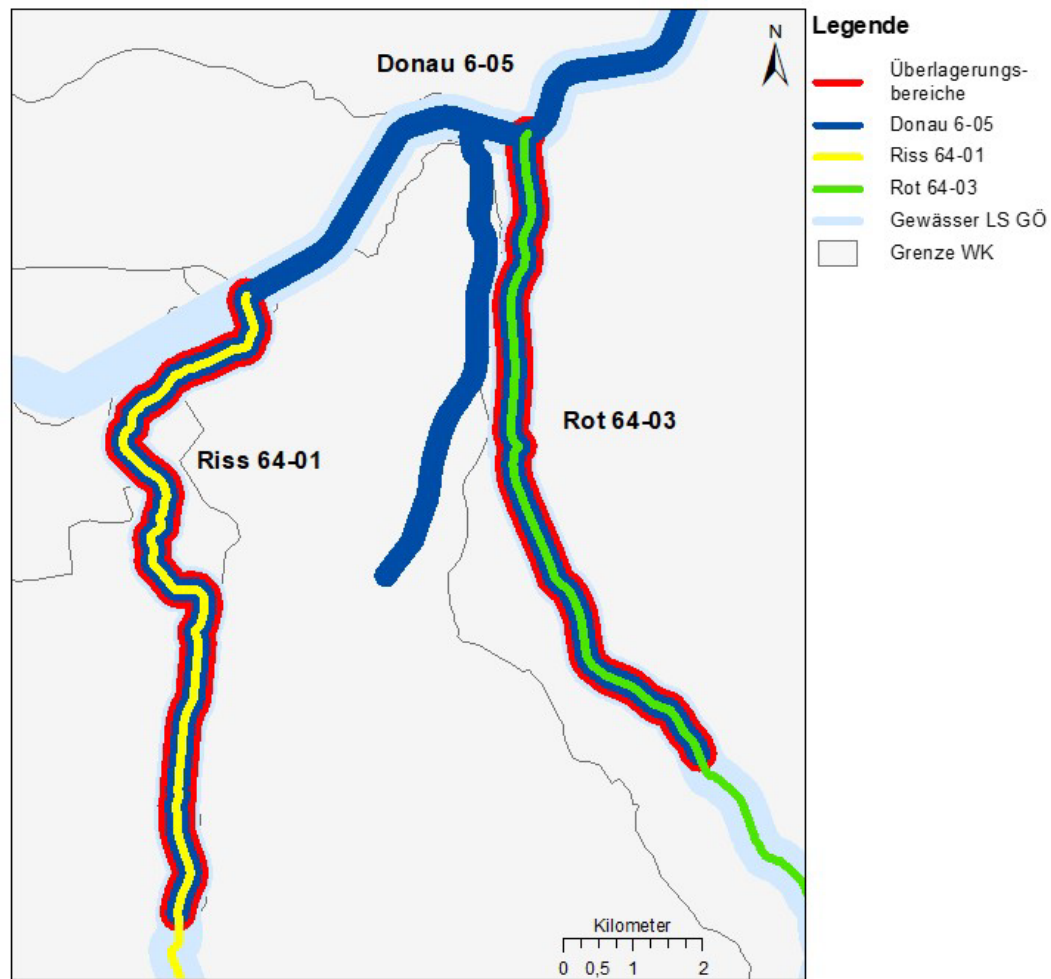 Donau 6-05
N
Riss 64-01
Rot 64-03
Kilometer
0 0,5 1 2
Legende
Überlagerungs-
bereiche
Donau 6-05
Riss 64-01
Rot 64-03
Gewässer LS GÖ
Grenze WK